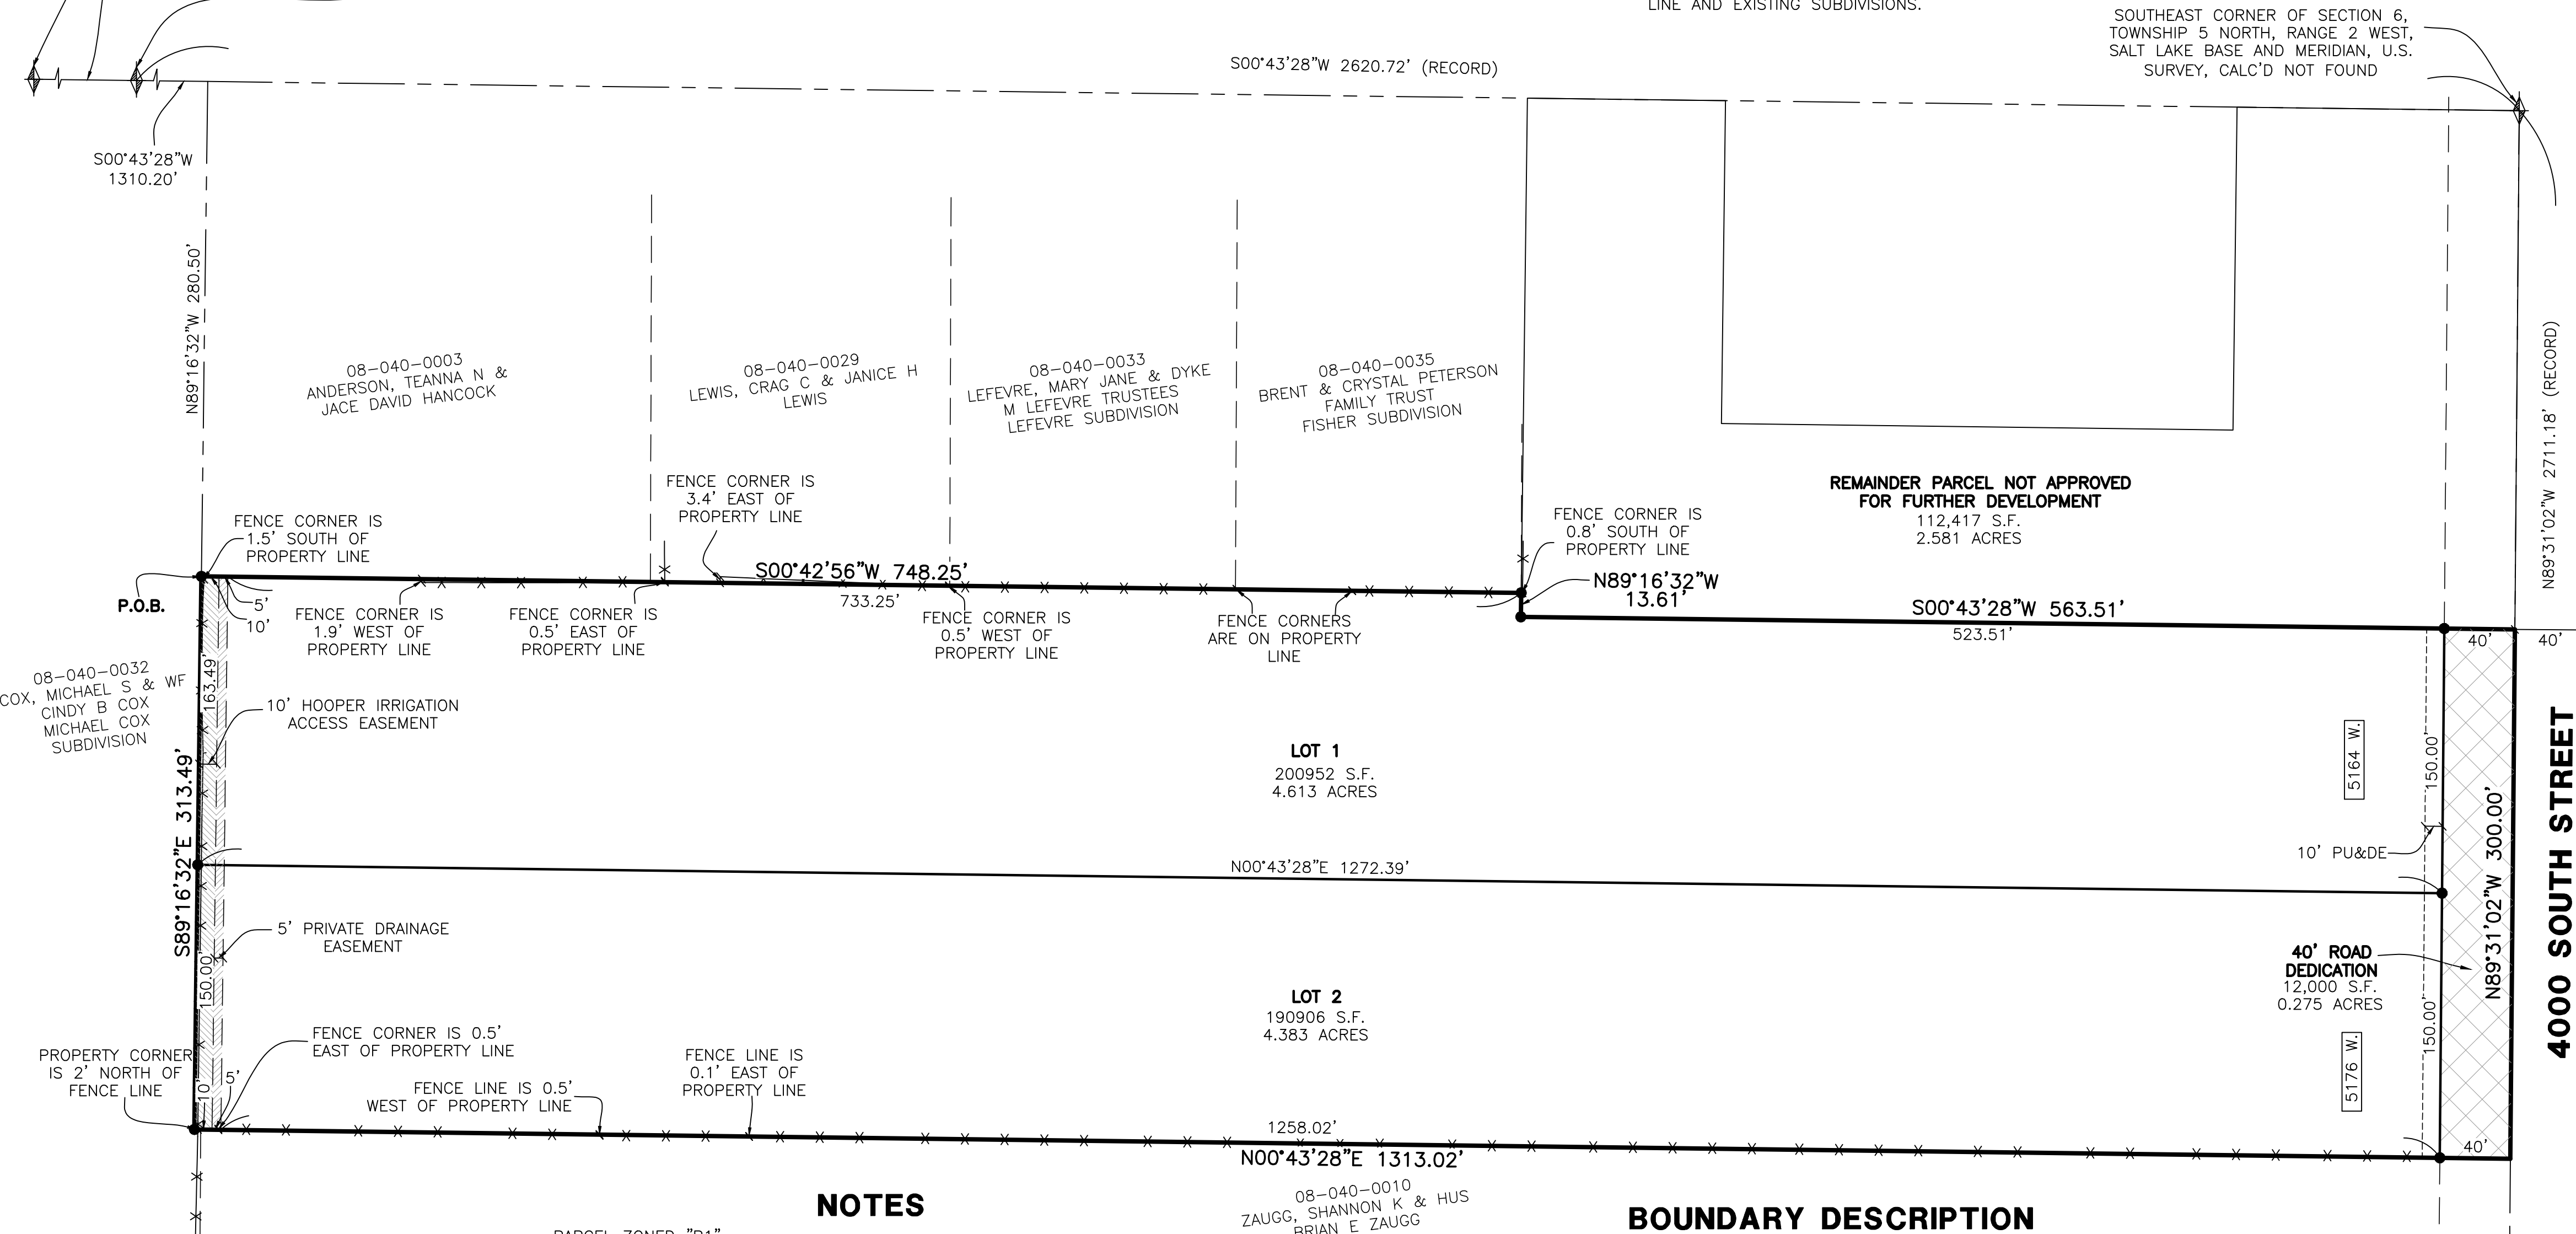 LINE AND EXISTING SUBDIVISIONS.
SOUTHEAST CORNER OF SECTION 6,
TOWNSHIP 5 NORTH, RANGE 2 WEST,
SALT LAKE BASE AND MERIDIAN, U.S.
SURVEY, CALC'D NOT FOUND
S00°43'28"W 2620.72' (RECORD)
S00°43'28"W
1310.20'
N89°16'32"W 280.50'
N89°31'02"W 2711.18' (RECORD)
08-040-0003
ANDERSON, TEANNA N &
JACE DAVID HANCOCK
08-040-0029
LEWIS, CRAG C & JANICE H
LEWIS
08-040-0033
LEFEVRE, MARY JANE & DYKE
M LEFEVRE TRUSTEES
LEFEVRE SUBDIVISION
08-040-0035
BRENT & CRYSTAL PETERSON
FAMILY TRUST
FISHER SUBDIVISION
REMAINDER PARCEL NOT APPROVED
FOR FURTHER DEVELOPMENT
112,417 S.F.
2.581 ACRES
FENCE CORNER IS
1.5' SOUTH OF
PROPERTY LINE
FENCE CORNER IS
3.4' EAST OF
PROPERTY LINE
FENCE CORNER IS
0.8' SOUTH OF
PROPERTY LINE
P.O.B.
5'
10'
S00°42'56"W 748.25'
733.25'
N89°16'32"W
13.61'
S00°43'28"W 563.51'
523.51'
40'
40'
FENCE CORNER IS
1.9' WEST OF
PROPERTY LINE
FENCE CORNER IS
0.5' EAST OF
PROPERTY LINE
FENCE CORNER IS
0.5' WEST OF
PROPERTY LINE
FENCE CORNERS
ARE ON PROPERTY
LINE
08-040-0032
COX, MICHAEL S & WF
CINDY B COX
MICHAEL COX
SUBDIVISION
163.49'
10' HOOPER IRRIGATION
ACCESS EASEMENT
S89°16'32"E 313.49'
LOT 1
200952 S.F.
4.613 ACRES
5164 W.
150.00'
10' PU&DE
N89°31'02"W 300.00'
4000 SOUTH STREET
N00°43'28"E 1272.39'
5' PRIVATE DRAINAGE
EASEMENT
150.00'
LOT 2
190906 S.F.
4.383 ACRES
40' ROAD
DEDICATION
12,000 S.F.
0.275 ACRES
150.00'
5176 W.
PROPERTY CORNER
IS 2' NORTH OF
FENCE LINE
10'
5'
FENCE CORNER IS 0.5'
EAST OF PROPERTY LINE
FENCE LINE IS 0.5'
WEST OF PROPERTY LINE
FENCE LINE IS
0.1' EAST OF
PROPERTY LINE
1258.02'
N00°43'28"E 1313.02'
40'
08-040-0010
ZAUGG, SHANNON K & HUS
BRIAN E ZAUGG
NOTES
BOUNDARY DESCRIPTION
PARCEL ZONED "R1"